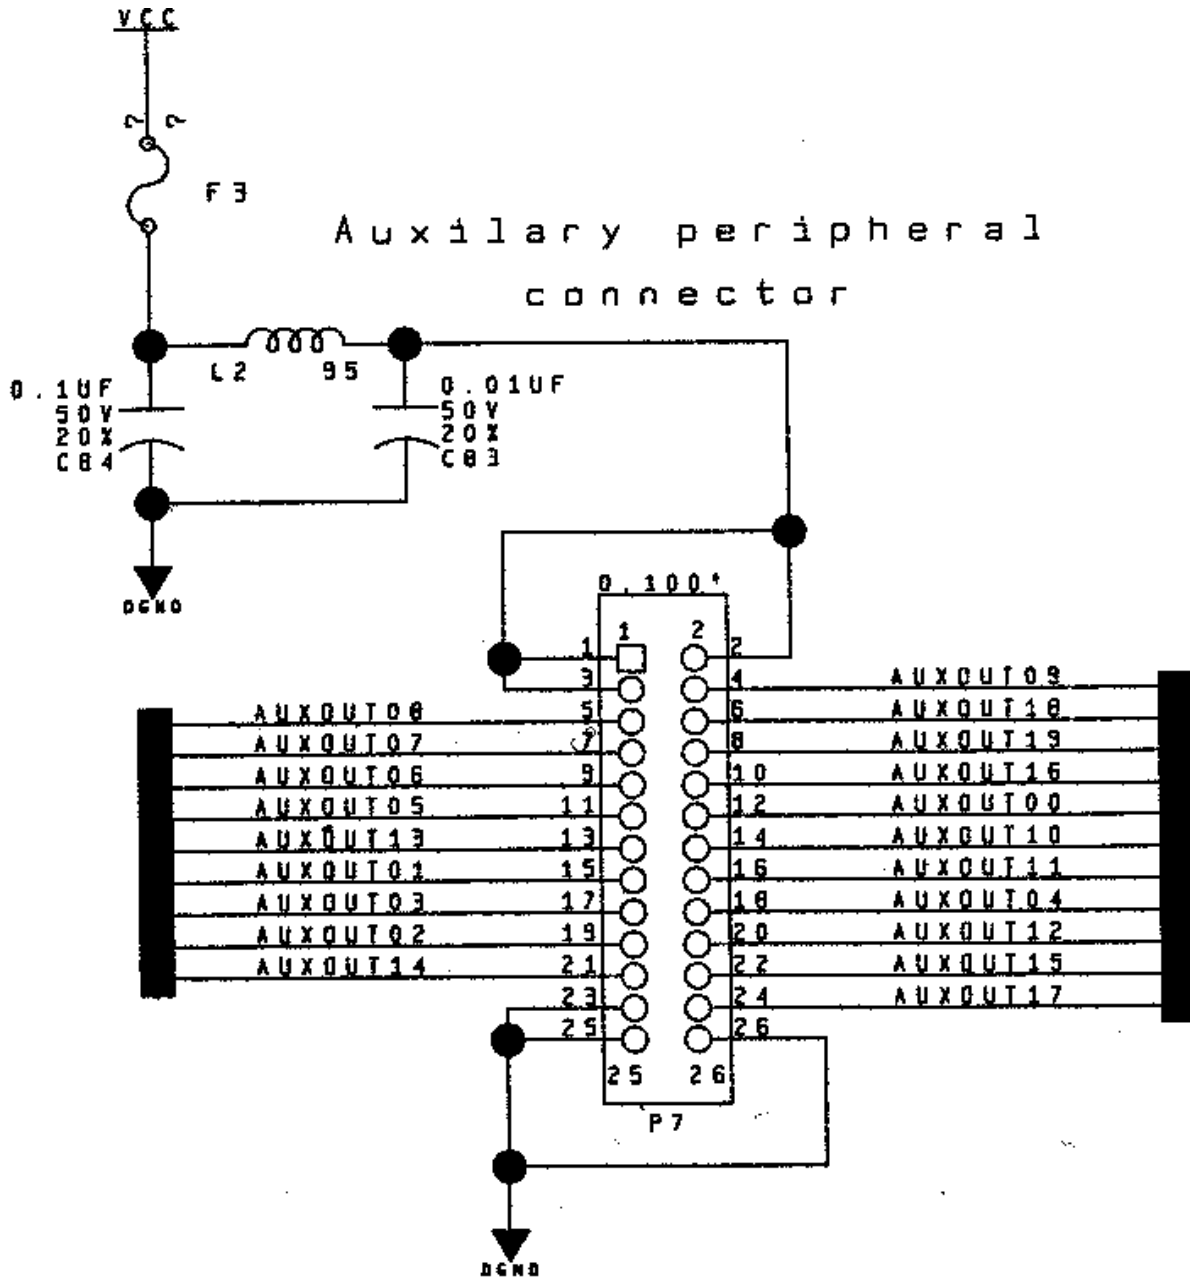 VCC
? ?
F3
Auxilary peripheral
connector
L2 95
0.1UF
50V
20%
C84
0.01UF
50V
20%
C83
DGND
0.100"
1 2
1 2
3 4 AUXOUT09
AUXOUT08 5 6 AUXOUT18
AUXOUT07 7 8 AUXOUT19
AUXOUT06 9 10 AUXOUT16
AUXOUT05 11 12 AUXOUT00
AUXOUT13 13 14 AUXOUT10
AUXOUT01 15 16 AUXOUT11
AUXOUT03 17 18 AUXOUT04
AUXOUT02 19 20 AUXOUT12
AUXOUT14 21 22 AUXOUT15
23 24 AUXOUT17
25 26
25 26
P7
DGND